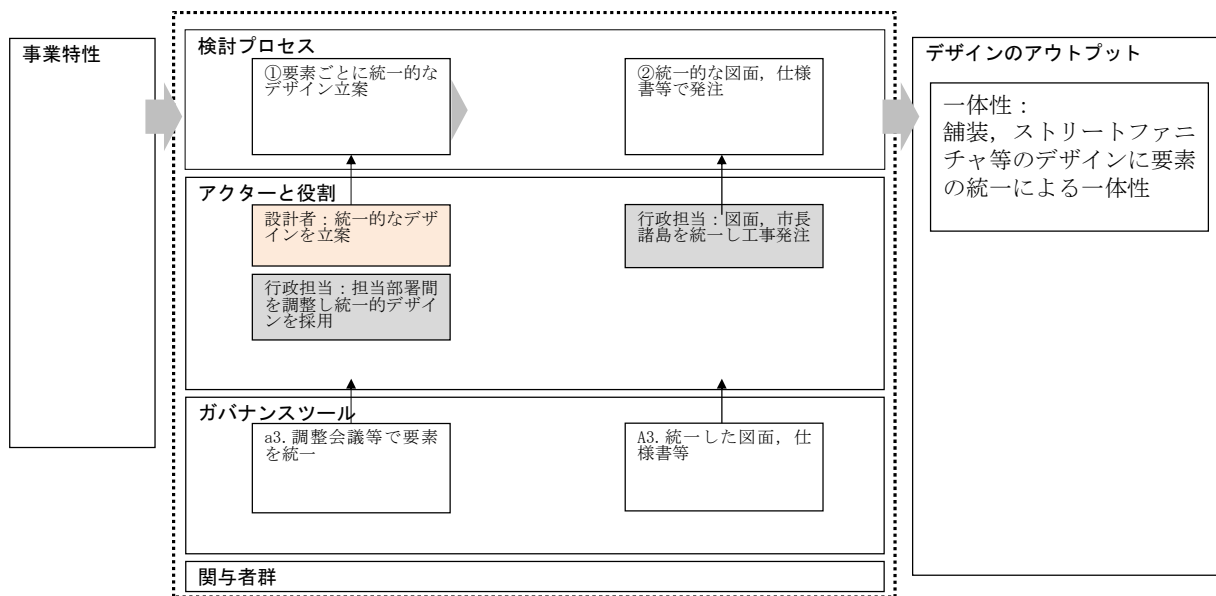 事業特性
検討プロセス
①要素ごとに統一的な
デザイン立案
②統一的な図面，仕様
書等で発注
アクターと役割
設計者：統一的なデザ
インを立案
行政担当：担当部署間
を調整し統一的デザイ
ンを採用
行政担当：図面，市長
諸島を統一し工事発注
ガバナンスツール
a3.調整会議等で要素
を統一
A3.統一した図面，仕
様書等
関与者群
デザインのアウトプット
一体性：
舗装，ストリートファニ
チャ等のデザインに要素
の統一による一体性